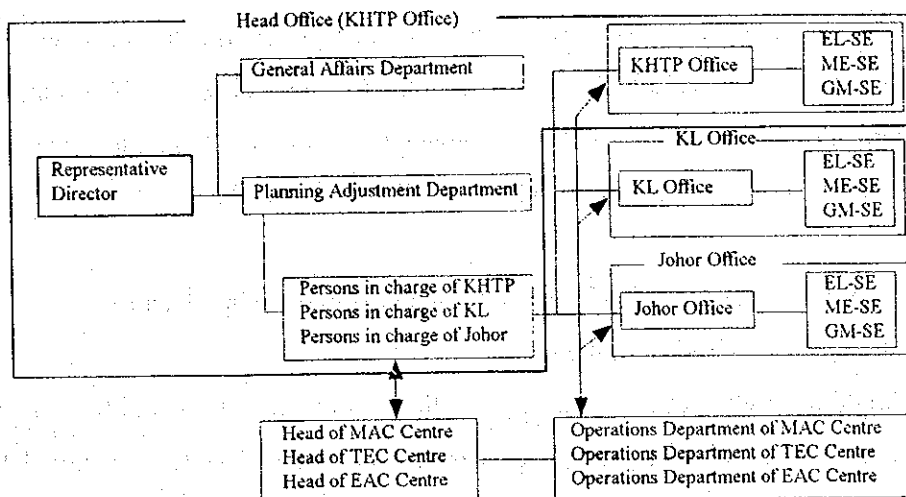 Head Office (KHTP Office)
General Affairs Department
Representative
Director
Planning Adjustment Department
Persons in charge of KHTP
Persons in charge of KL
Persons in charge of Johor
KHTP Office
EL-SE
ME-SE
GM-SE
KL Office
KL Office
EL-SE
ME-SE
GM-SE
Johor Office
Johor Office
EL-SE
ME-SE
GM-SE
Head of MAC Centre
Head of TEC Centre
Head of EAC Centre
Operations Department of MAC Centre
Operations Department of TEC Centre
Operations Department of EAC Centre